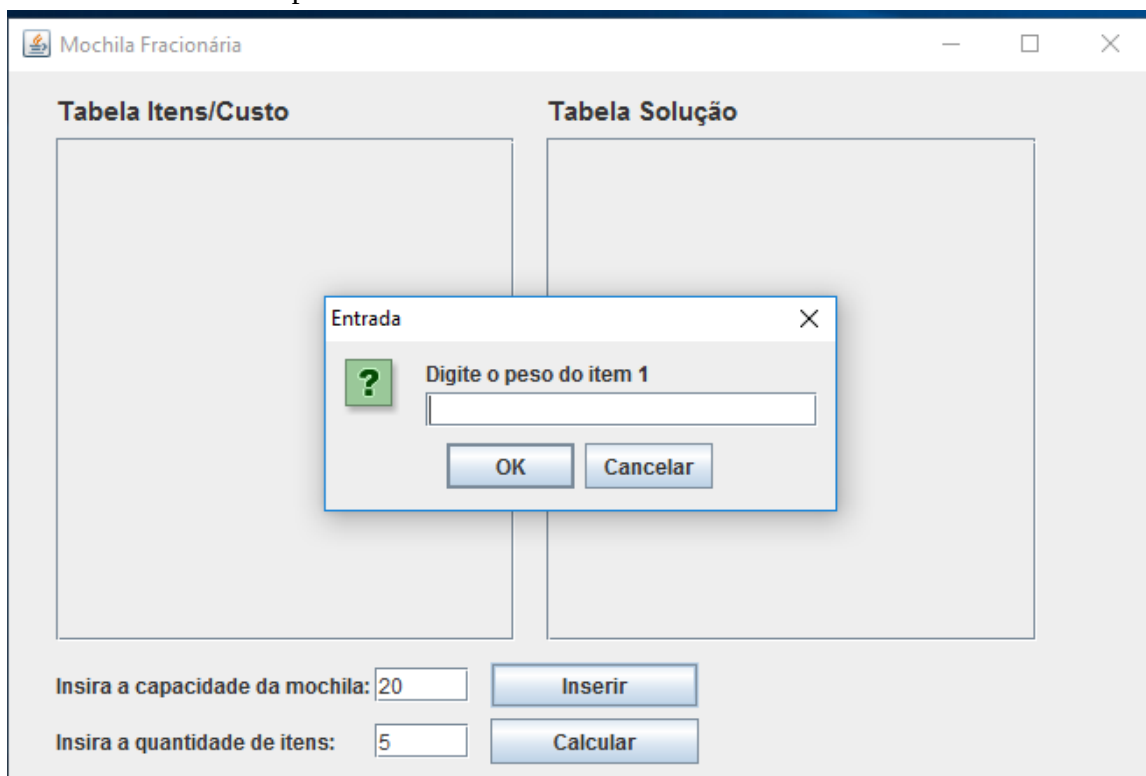 Mochila Fracionária
Tabela Itens/Custo
Tabela Solução
Entrada
?
Digite o peso do item 1
OK
Cancelar
Insira a capacidade da mochila: 20
Inserir
Insira a quantidade de itens: 5
Calcular